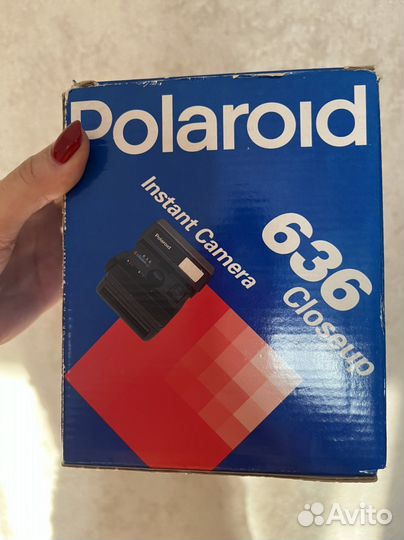 Polaroid
Instant Camera
636
Closeup
Polaroid
Avito